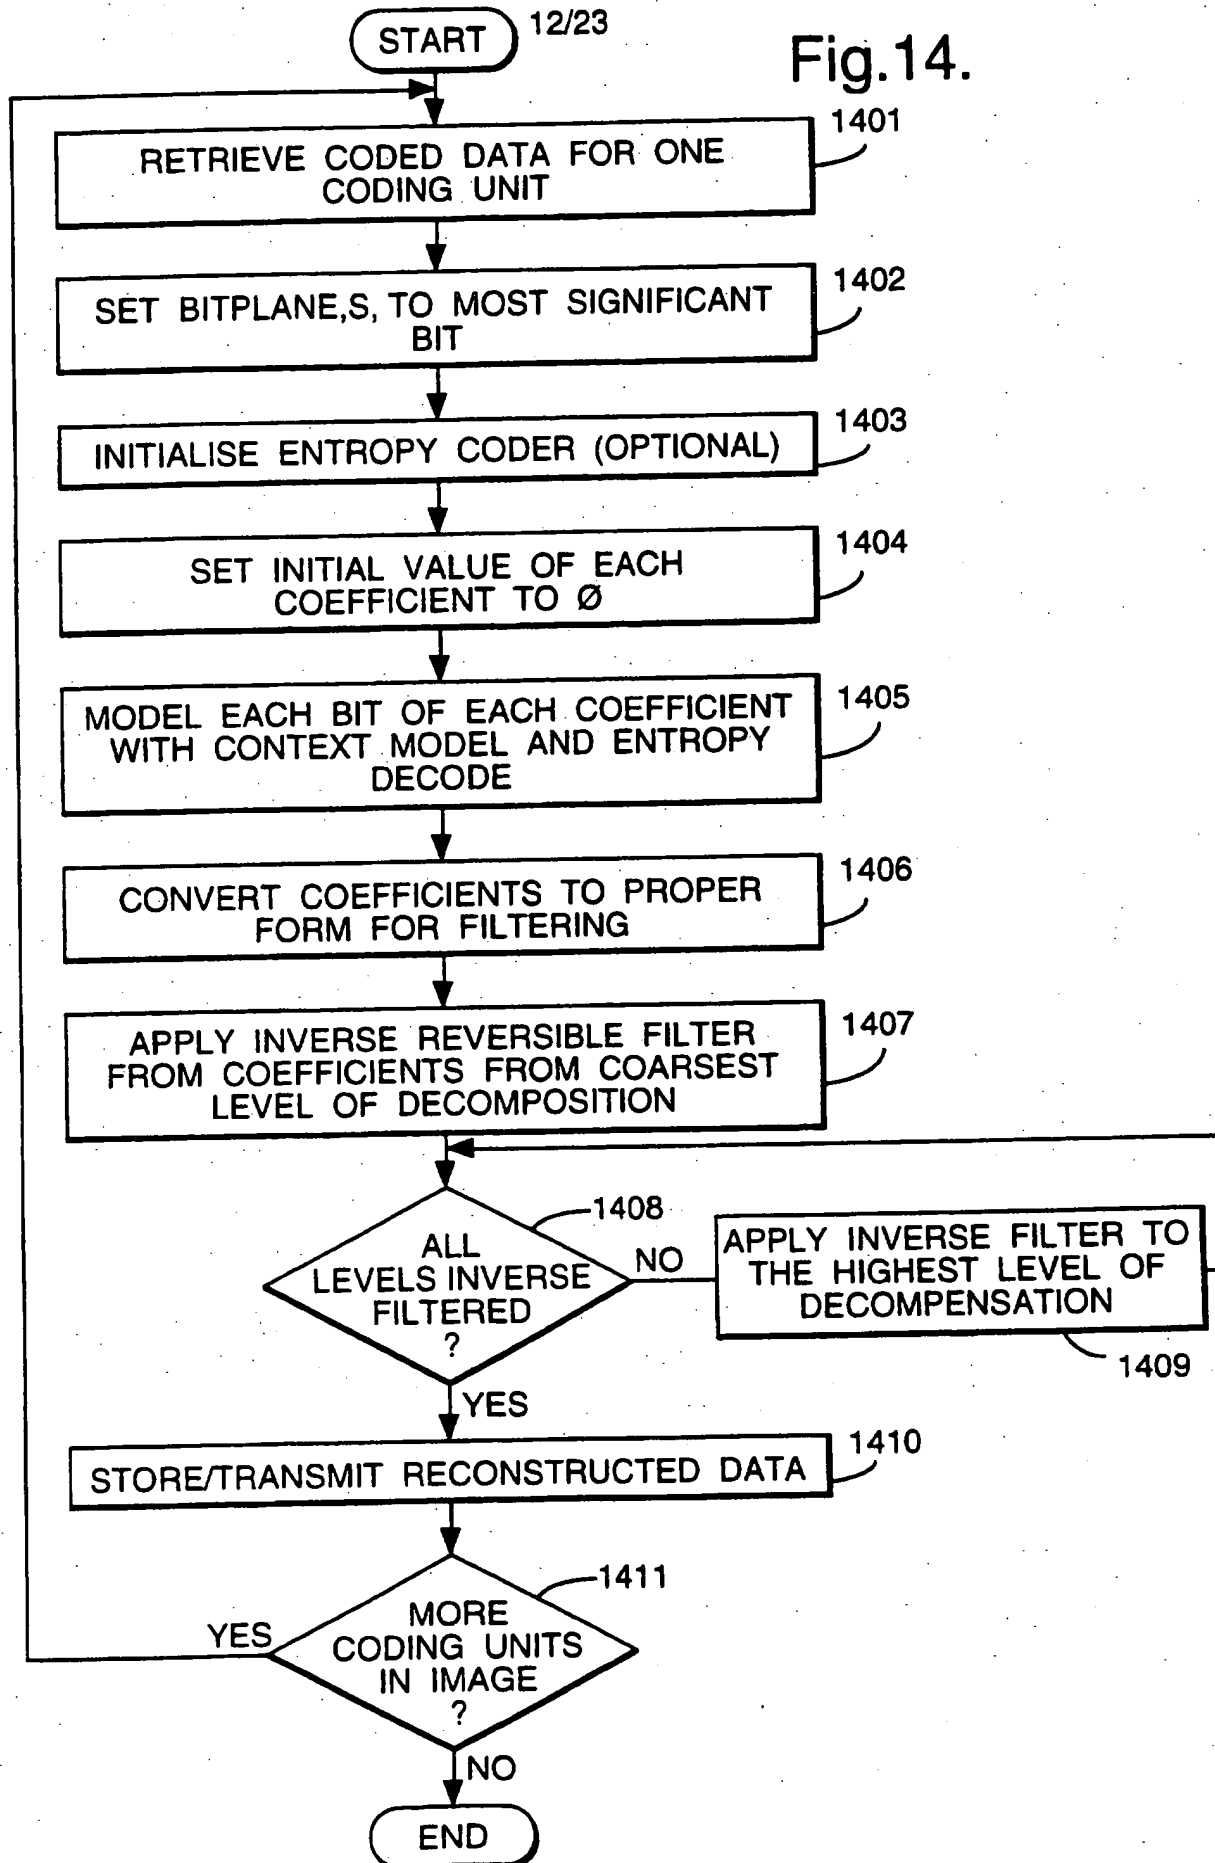 START
12/23
Fig.14.
1401
RETRIEVE CODED DATA FOR ONE
CODING UNIT
1402
SET BITPLANE,S, TO MOST SIGNIFICANT
BIT
1403
INITIALISE ENTROPY CODER (OPTIONAL)
1404
SET INITIAL VALUE OF EACH
COEFFICIENT TO Ø
1405
MODEL EACH BIT OF EACH COEFFICIENT
WITH CONTEXT MODEL AND ENTROPY
DECODE
1406
CONVERT COEFFICIENTS TO PROPER
FORM FOR FILTERING
1407
APPLY INVERSE REVERSIBLE FILTER
FROM COEFFICIENTS FROM COARSEST
LEVEL OF DECOMPOSITION
1408
ALL
LEVELS INVERSE
FILTERED
?
NO
APPLY INVERSE FILTER TO
THE HIGHEST LEVEL OF
DECOMPENSATION
1409
YES
1410
STORE/TRANSMIT RECONSTRUCTED DATA
1411
MORE
CODING UNITS
IN IMAGE
?
YES
NO
END